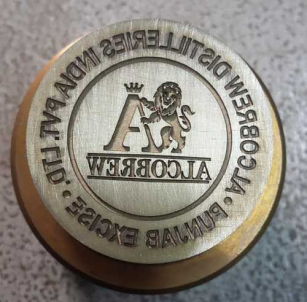 ALCOBREW DISTILLERIES INDIA PVT. LTD.
• PUNJAB EXCISE •
A
ALCOBREW